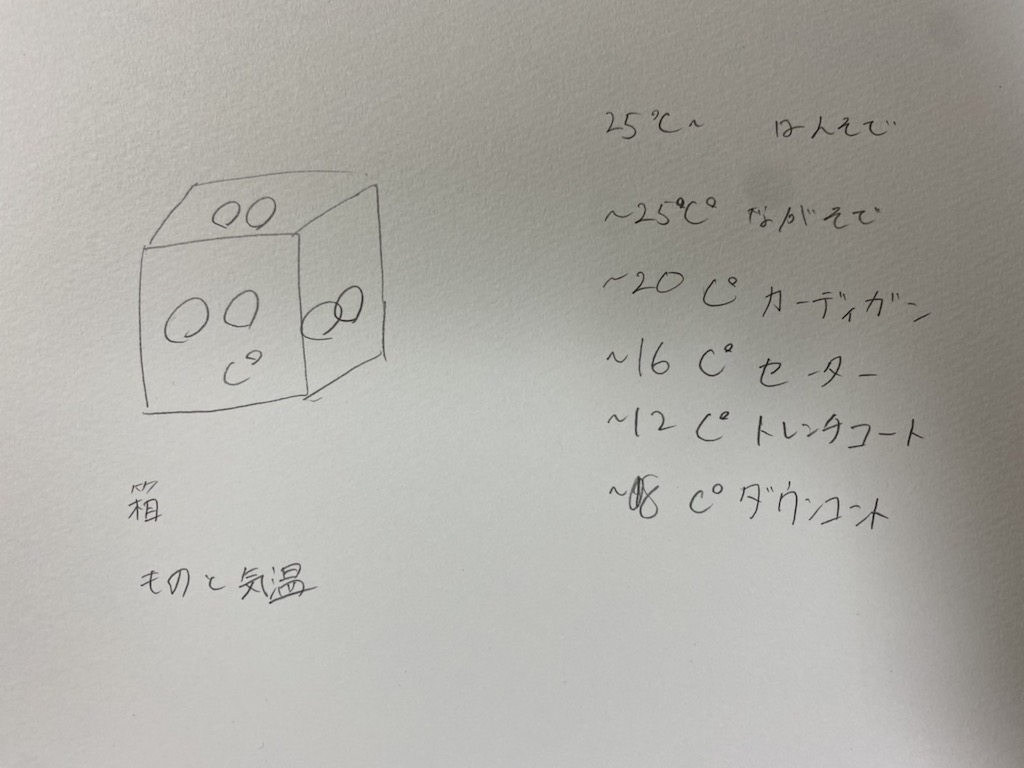 25℃~ はんそで
~25℃° ながそで
~20 C° カーディガン
~16 C° セーター
~12 C° トレンチコート
~8 C° ダウンコート
○○
○○
C°
○○
箱
ものと気温